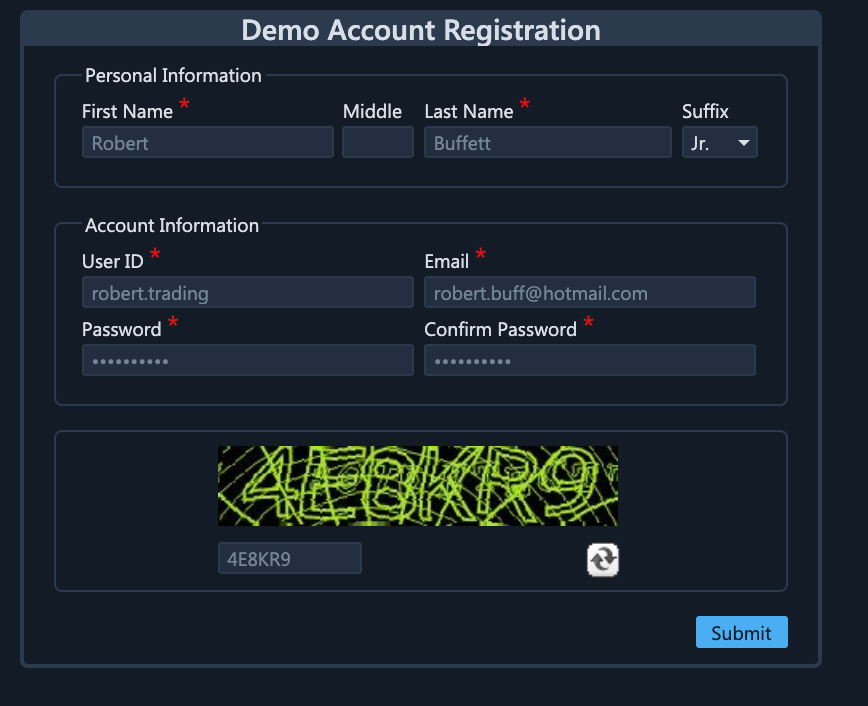 Demo Account Registration
Personal Information
First Name * Middle Last Name * Suffix
Robert Buffett Jr.
Account Information
User ID * Email *
robert.trading robert.buff@hotmail.com
Password * Confirm Password *
•••••••••• ••••••••••
4E8KR9
4E8KR9
Submit